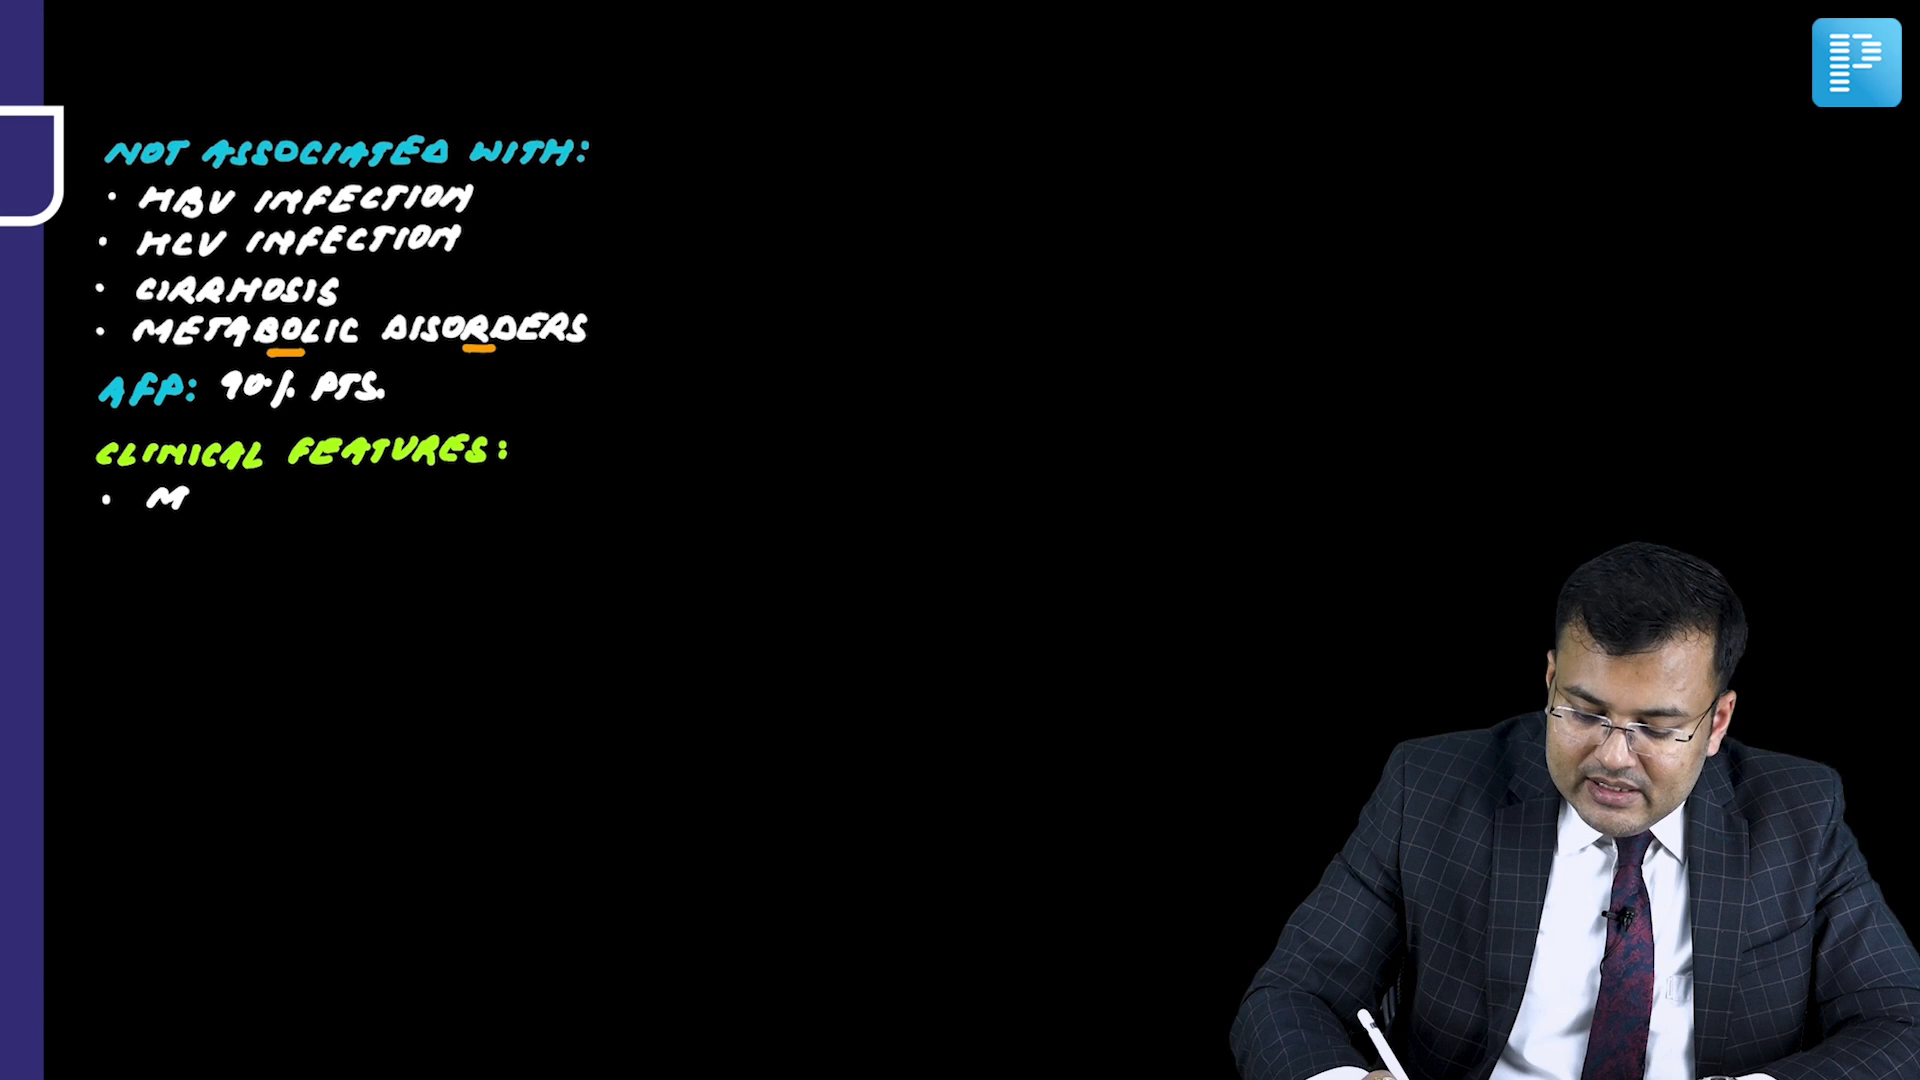 NOT ASSOCIATED WITH:
· HBV INFECTION
· HCV INFECTION
· CIRRHOSIS
· METABOLIC DISORDERS
AFP: 90% PTS.
CLINICAL FEATURES:
· M